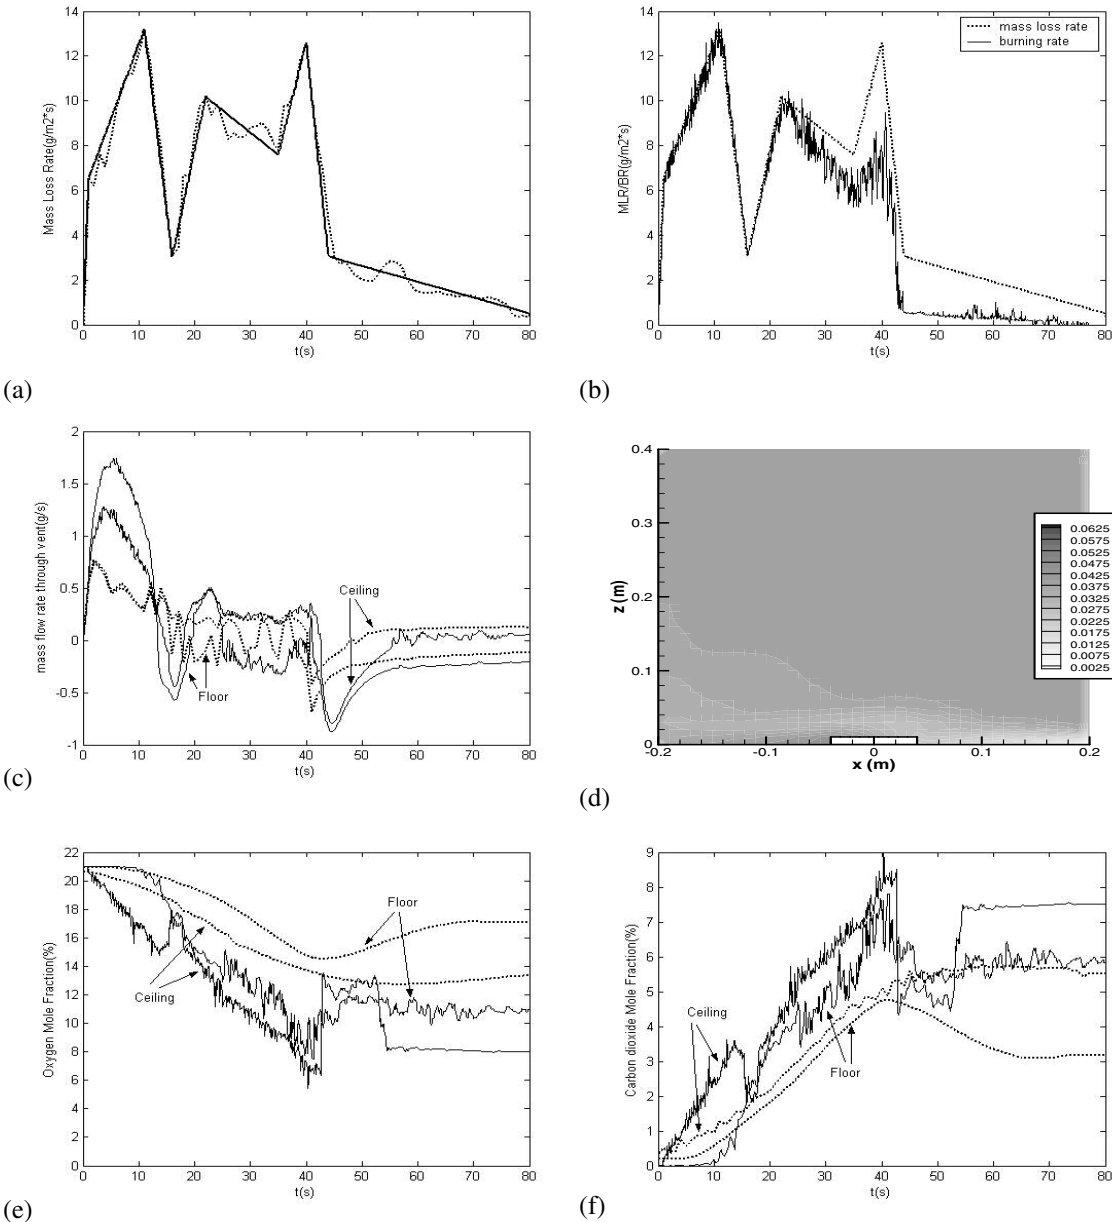 14
12
10
8
6
4
2
0
Mass Loss Rate(g/m2*s)
0 10 20 30 40 50 60 70 80
t(s)
(a)
14
12
10
8
6
4
2
0
MLR/BR(g/m2*s)
mass loss rate
burning rate
0 10 20 30 40 50 60 70 80
t(s)
(b)
2
1.5
1
0.5
0
-0.5
-1
mass flow rate through vent(g/s)
Ceiling
Floor
0 10 20 30 40 50 60 70 80
t(s)
(c)
0.4
0.3
0.2
0.1
0
z (m)
0.0625
0.0575
0.0525
0.0475
0.0425
0.0375
0.0325
0.0275
0.0225
0.0175
0.0125
0.0075
0.0025
-0.2 -0.1 0 0.1 0.2
x (m)
(d)
22
20
18
16
14
12
10
8
6
4
2
0
Oxygen Mole Fraction(%)
Floor
Ceiling
0 10 20 30 40 50 60 70 80
t(s)
(e)
9
8
7
6
5
4
3
2
1
0
Carbon dioxide Mole Fraction(%)
Ceiling
Floor
0 10 20 30 40 50 60 70 80
t(s)
(f)